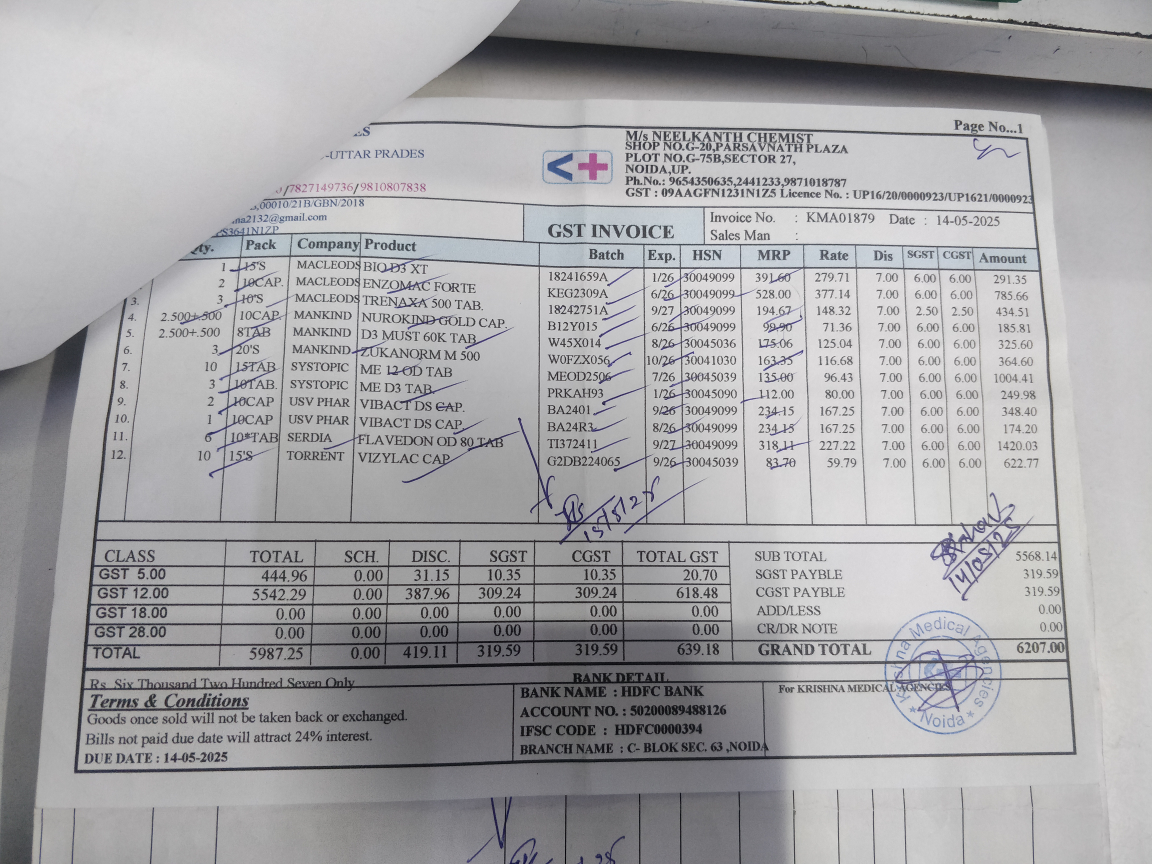 Page No...1
ES
-UTTAR PRADES
/7827149736/9810807838
,00010/21B/GBN/2018
na2132@gmail.com
S3641N1ZP
M/s NEELKANTH CHEMIST
SHOP NO.G-20,PARSAVNATH PLAZA
PLOT NO.G-75B,SECTOR 27,
NOIDA,UP.
Ph.No.: 9654350635,2441233,9871018787
GST : 09AAGFN1231N1Z5 Licence No. : UP16/20/0000923/UP1621/0000923
GST INVOICE
Invoice No. : KMA01879 Date : 14-05-2025
Sales Man :
Qty. Pack Company Product Batch Exp. HSN MRP Rate Dis SGST CGST Amount
1 15'S MACLEODS BIO D3 XT 18241659A 1/26 30049099 391.60 279.71 7.00 6.00 6.00 291.35
2 10CAP. MACLEODS ENZOMAC FORTE KEG2309A 6/26 30049099 528.00 377.14 7.00 6.00 6.00 785.66
3. 3 10'S MACLEODS TRENAXA 500 TAB. 18242751A 9/27 30049099 194.67 148.32 7.00 2.50 2.50 434.51
4. 2.500+.500 10CAP. MANKIND NUROKIND GOLD CAP. B12Y015 6/26 30049099 99.90 71.36 7.00 6.00 6.00 185.81
5. 2.500+.500 8TAB MANKIND D3 MUST 60K TAB W45X014 8/26 30045036 175.06 125.04 7.00 6.00 6.00 325.60
6. 3 20'S MANKIND ZUKANORM M 500 W0FZX056 10/26 30041030 163.35 116.68 7.00 6.00 6.00 364.60
7. 10 15TAB SYSTOPIC ME 12 OD TAB MEOD2506 7/26 30045039 135.00 96.43 7.00 6.00 6.00 1004.41
8. 3 10TAB. SYSTOPIC ME D3 TAB. PRKAH93 1/26 30045090 112.00 80.00 7.00 6.00 6.00 249.98
9. 2 10CAP USV PHAR VIBACT DS CAP. BA2401 9/26 30049099 234.15 167.25 7.00 6.00 6.00 348.40
10. 1 10CAP USV PHAR VIBACT DS CAP. BA24R3 8/26 30049099 234.15 167.25 7.00 6.00 6.00 174.20
11. 6 10*TAB SERDIA FLAVEDON OD 80 TAB TI372411 9/27 30049099 318.11 227.22 7.00 6.00 6.00 1420.03
12. 10 15'S TORRENT VIZYLAC CAP. G2DB224065 9/26 30045039 83.70 59.79 7.00 6.00 6.00 622.77
15/5/25
14/05/25
CLASS TOTAL SCH. DISC. SGST CGST TOTAL GST
GST 5.00 444.96 0.00 31.15 10.35 10.35 20.70
GST 12.00 5542.29 0.00 387.96 309.24 309.24 618.48
GST 18.00 0.00 0.00 0.00 0.00 0.00 0.00
GST 28.00 0.00 0.00 0.00 0.00 0.00 0.00
TOTAL 5987.25 0.00 419.11 319.59 319.59 639.18
SUB TOTAL 5568.14
SGST PAYBLE 319.59
CGST PAYBLE 319.59
ADD/LESS 0.00
CR/DR NOTE 0.00
GRAND TOTAL 6207.00
Rs. Six Thousand Two Hundred Seven Only
Terms & Conditions
Goods once sold will not be taken back or exchanged.
Bills not paid due date will attract 24% interest.
DUE DATE : 14-05-2025
BANK DETAIL
BANK NAME : HDFC BANK
ACCOUNT NO. : 50200089488126
IFSC CODE : HDFC0000394
BRANCH NAME : C- BLOK SEC. 63 ,NOIDA
For KRISHNA MEDICAL AGENCIES
Krishna Medical Agencies
* Noida *